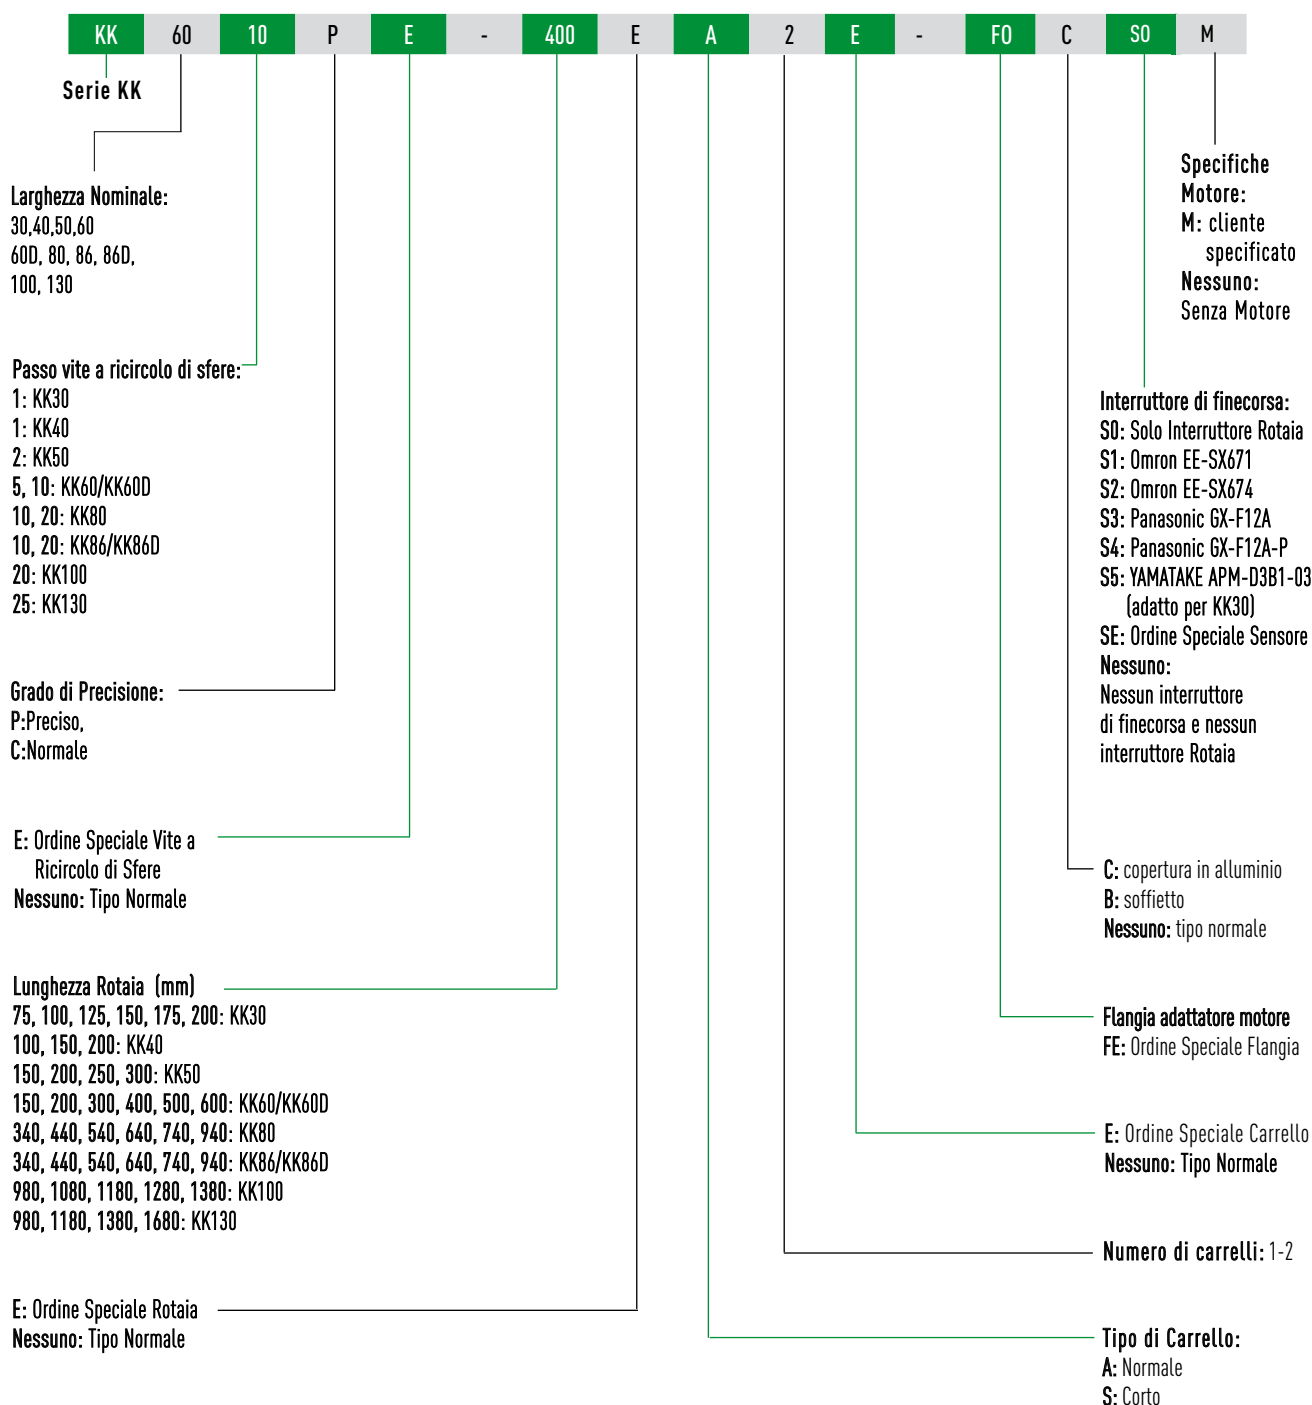 KK 60 10 P E - 400 E A 2 E - F0 C S0 M
Serie KK
Larghezza Nominale:
30,40,50,60
60D, 80, 86, 86D,
100, 130
Passo vite a ricircolo di sfere:
1: KK30
1: KK40
2: KK50
5, 10: KK60/KK60D
10, 20: KK80
10, 20: KK86/KK86D
20: KK100
25: KK130
Grado di Precisione:
P:Preciso,
C:Normale
E: Ordine Speciale Vite a
Ricircolo di Sfere
Nessuno: Tipo Normale
Lunghezza Rotaia (mm)
75, 100, 125, 150, 175, 200: KK30
100, 150, 200: KK40
150, 200, 250, 300: KK50
150, 200, 300, 400, 500, 600: KK60/KK60D
340, 440, 540, 640, 740, 940: KK80
340, 440, 540, 640, 740, 940: KK86/KK86D
980, 1080, 1180, 1280, 1380: KK100
980, 1180, 1380, 1680: KK130
E: Ordine Speciale Rotaia
Nessuno: Tipo Normale
Specifiche
Motore:
M: cliente
specificato
Nessuno:
Senza Motore
Interruttore di finecorsa:
S0: Solo Interruttore Rotaia
S1: Omron EE-SX671
S2: Omron EE-SX674
S3: Panasonic GX-F12A
S4: Panasonic GX-F12A-P
S5: YAMATAKE APM-D3B1-03
(adatto per KK30)
SE: Ordine Speciale Sensore
Nessuno:
Nessun interruttore
di finecorsa e nessun
interruttore Rotaia
C: copertura in alluminio
B: soffietto
Nessuno: tipo normale
Flangia adattatore motore
FE: Ordine Speciale Flangia
E: Ordine Speciale Carrello
Nessuno: Tipo Normale
Numero di carrelli: 1-2
Tipo di Carrello:
A: Normale
S: Corto